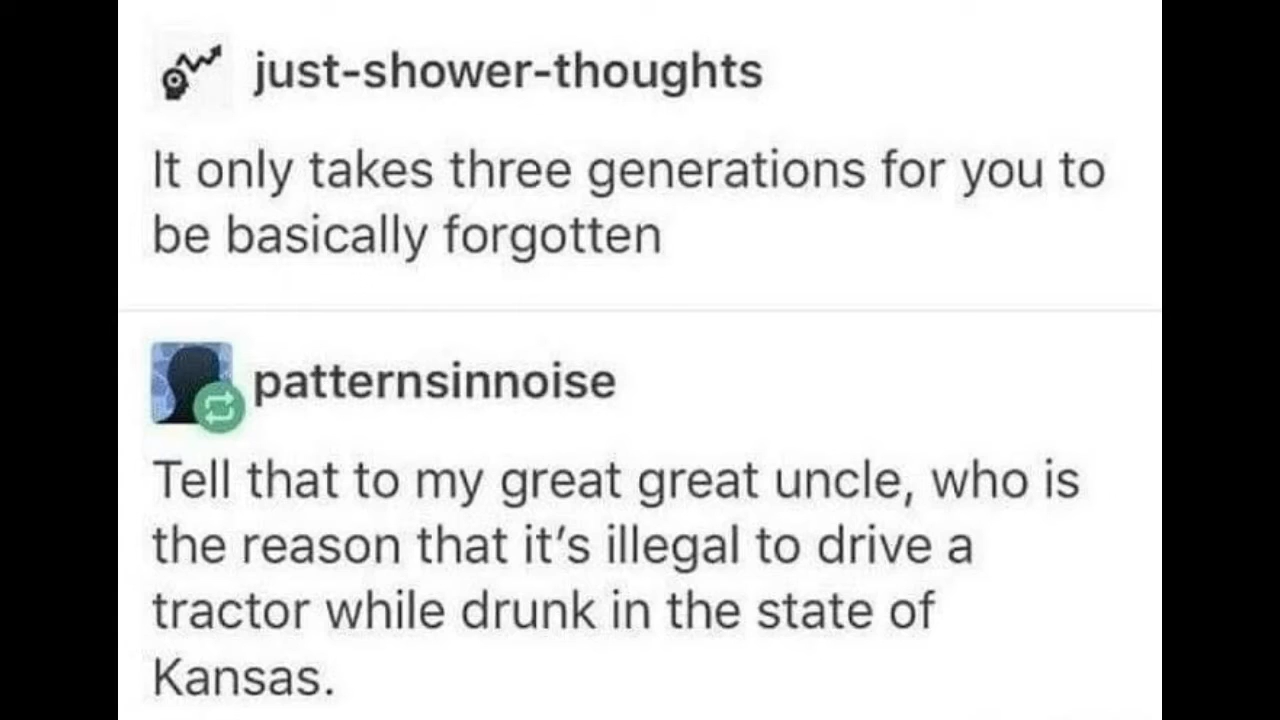 just-shower-thoughts
It only takes three generations for you to
be basically forgotten
patternsinnoise
Tell that to my great great uncle, who is
the reason that it’s illegal to drive a
tractor while drunk in the state of
Kansas.